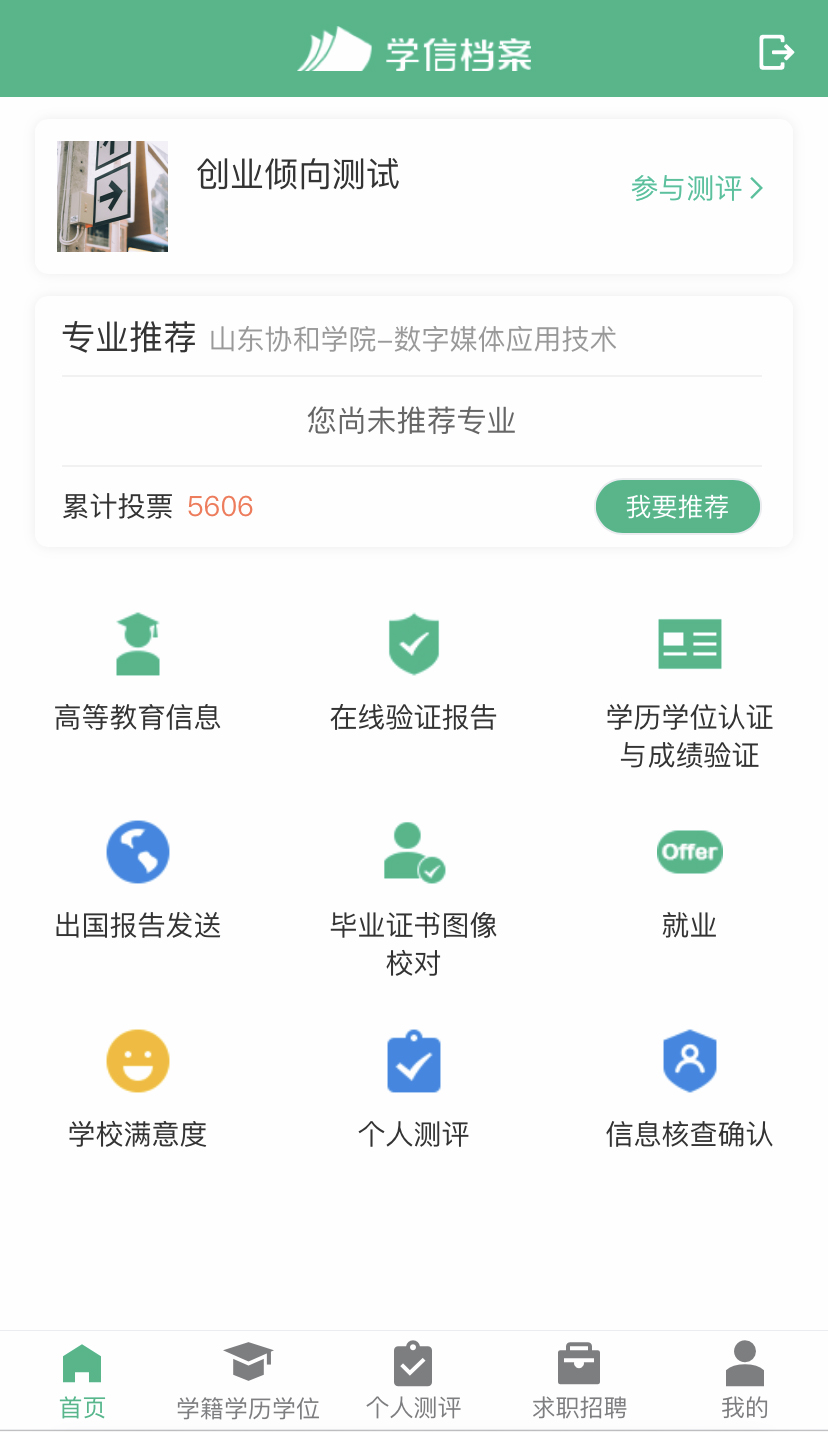 学信档案
创业倾向测试
参与测评
专业推荐 山东协和学院-数字媒体应用技术
您尚未推荐专业
累计投票 5606
我要推荐
高等教育信息
在线验证报告
学历学位认证
与成绩验证
出国报告发送
毕业证书图像
校对
Offer
就业
学校满意度
个人测评
信息核查确认
首页
学籍学历学位
个人测评
求职招聘
我的